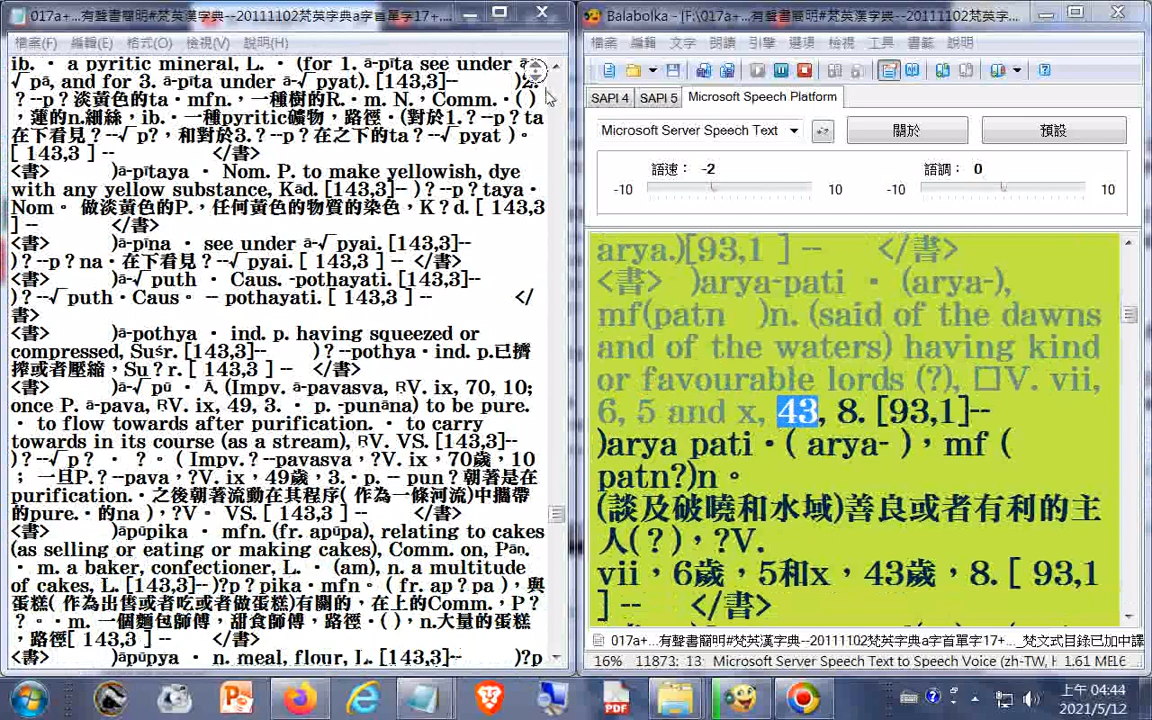 017a+...有聲書簡明#梵英漢字典--20111102梵英字典a字首單字17+...
檔案(F) 編輯(E) 格式(O) 檢視(V) 說明(H)
ib. • a pyritic mineral, L. • (for 1. ā-pīta see under ā-
√ pā, and for 3. ā-pīta under ā-√pyat). [143,3]-- )2.
? --p ? 淡黃色的ta • mfn.，一種樹的R. • m. N.，Comm. • ( )
，蓮的n.細絲，ib. • 一種pyritic礦物，路徑 • (對於1.? --p ? ta
在下看見 ? --√ p?，和對於3.? --p ? 在之下的ta ? --√pyat )。
[ 143,3 ] -- </書>
<書> )ā-pītaya • Nom. P. to make yellowish, dye
with any yellow substance, Kād. [143,3]-- ) ? --p ? taya •
Nom。 做淡黃色的P.，任何黃色的物質的染色，K ? d. [ 143,3
] -- </書>
<書> )ā-pīna • see under ā-√pyai. [143,3]--
)? --p ? na • 在下看見 ? --√pyai. [ 143,3 ] -- </書>
<書> )ā-√ puth • Caus. -pothayati. [143,3]--
)? --√ puth • Caus。 -- pothayati. [ 143,3 ] -- </
書>
<書> )ā-pothya • ind. p. having squeezed or
compressed, Suśr. [143,3]-- )? --pothya • ind. p.已擠
搾或者壓縮，Su ? r. [ 143,3 ] -- </書>
<書> )ā-√ pū • Ā. (Impv. ā-pavasva, ṚV. ix, 70, 10;
once P. ā-pava, ṚV. ix, 49, 3. • p. -punāna) to be pure.
• to flow towards after purification. • to carry
towards in its course (as a stream), ṚV. VS. [143,3]--
)? --√ p ? • ?。 ( Impv.? --pavasva，?V。ix，70歲，10
； 一旦P.? --pava，?V。ix，49歲，3. • p. -- pun ? 朝著是在
purification. • 之後朝著流動在其程序( 作為一條河流)中攜帶
的pure. • 的na )，?V。 VS. [ 143,3 ] -- </書>
<書> )āpūpika • mfn. (fr. apūpa), relating to cakes
(as selling or eating or making cakes), Comm. on, Pāṇ.
• m. a baker, confectioner, L. • (am), n. a multitude
of cakes, L. [143,3]-- )?p ? pika • mfn。 ( fr. ap ? pa )，與
蛋糕( 作為出售或者吃或者做蛋糕)有關的，在上的Comm，P ?
?。• m. 一個麵包師傅，甜食師傅，路徑 • ( )，n.大量的蛋糕
，路徑[ 143,3 ] -- </書>
<書> )āpūpya • n. meal, flour, L. [143,3]-- )?p
Balabolka - [F:\017a+...有聲書簡明#梵英漢字典--20111102梵英字...
檔案 編輯 文字 朗讀 引擎 選項 檢視 工具 書籤 說明
SAPI 4 SAPI 5 Microsoft Speech Platform
Microsoft Server Speech Text 關於 預設
語速： -2 語調： 0
-10 10 -10 10
arya.)[93,1 ] -- </書>
<書> )arya-pati • (arya-),
mf(patn )n. (said of the dawns
and of the waters) having kind
or favourable lords (?), □V. vii,
6, 5 and x, 43, 8. [93,1]--
)arya pati • ( arya- )，mf (
patn?)n。
(談及破曉和水域)善良或者有利的主
人( ? )，?V.
vii，6歲，5和x，43歲，8. [ 93,1
] -- </書>
017a+...有聲書簡明#梵英漢字典--20111102梵英字典a字首單字17+..._梵文式目錄已加中譯
16% 11873: 13 Microsoft Server Speech Text to Speech Voice (zh-TW, H 1.61 МБ
上午 04:44
2021/5/12